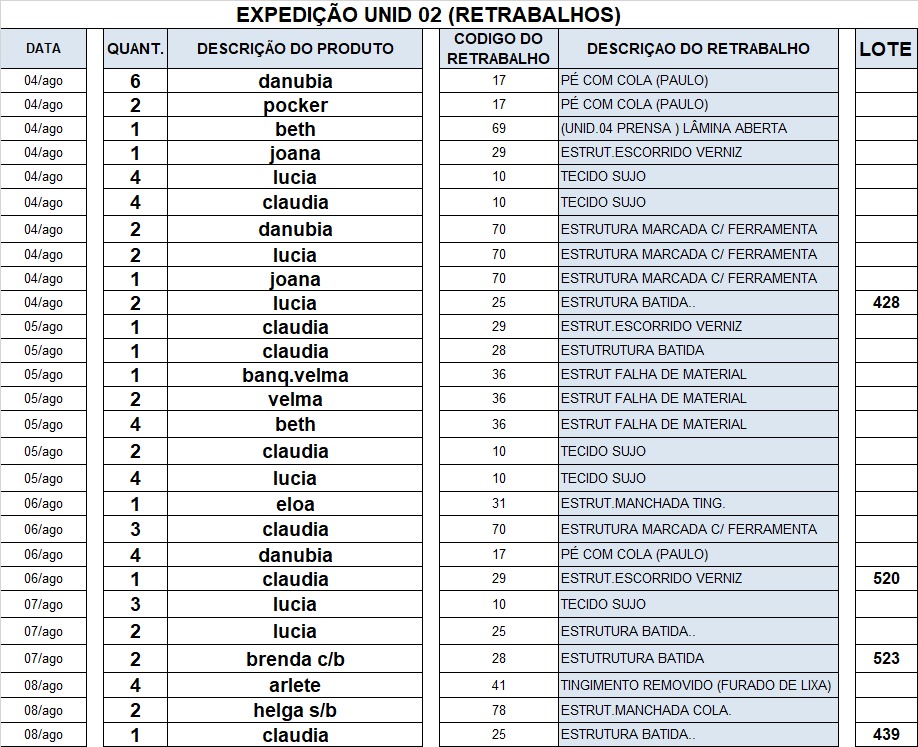 EXPEDIÇÃO UNID 02 (RETRABALHOS)
DATA QUANT. DESCRIÇÃO DO PRODUTO CODIGO DO RETRABALHO DESCRIÇAO DO RETRABALHO LOTE
04/ago 6 danubia 17 PÉ COM COLA (PAULO)
04/ago 2 pocker 17 PÉ COM COLA (PAULO)
04/ago 1 beth 69 (UNID.04 PRENSA ) LÂMINA ABERTA
04/ago 1 joana 29 ESTRUT.ESCORRIDO VERNIZ
04/ago 4 lucia 10 TECIDO SUJO
04/ago 4 claudia 10 TECIDO SUJO
04/ago 2 danubia 70 ESTRUTURA MARCADA C/ FERRAMENTA
04/ago 2 lucia 70 ESTRUTURA MARCADA C/ FERRAMENTA
04/ago 1 joana 70 ESTRUTURA MARCADA C/ FERRAMENTA
04/ago 2 lucia 25 ESTRUTURA BATIDA.. 428
05/ago 1 claudia 29 ESTRUT.ESCORRIDO VERNIZ
05/ago 1 claudia 28 ESTUTRUTURA BATIDA
05/ago 1 banq.velma 36 ESTRUT FALHA DE MATERIAL
05/ago 2 velma 36 ESTRUT FALHA DE MATERIAL
05/ago 4 beth 36 ESTRUT FALHA DE MATERIAL
05/ago 2 claudia 10 TECIDO SUJO
05/ago 4 lucia 10 TECIDO SUJO
06/ago 1 eloa 31 ESTRUT.MANCHADA TING.
06/ago 3 claudia 70 ESTRUTURA MARCADA C/ FERRAMENTA
06/ago 4 danubia 17 PÉ COM COLA (PAULO)
06/ago 1 claudia 29 ESTRUT.ESCORRIDO VERNIZ 520
07/ago 3 lucia 10 TECIDO SUJO
07/ago 2 lucia 25 ESTRUTURA BATIDA..
07/ago 2 brenda c/b 28 ESTUTRUTURA BATIDA 523
08/ago 4 arlete 41 TINGIMENTO REMOVIDO (FURADO DE LIXA)
08/ago 2 helga s/b 78 ESTRUT.MANCHADA COLA.
08/ago 1 claudia 25 ESTRUTURA BATIDA.. 439